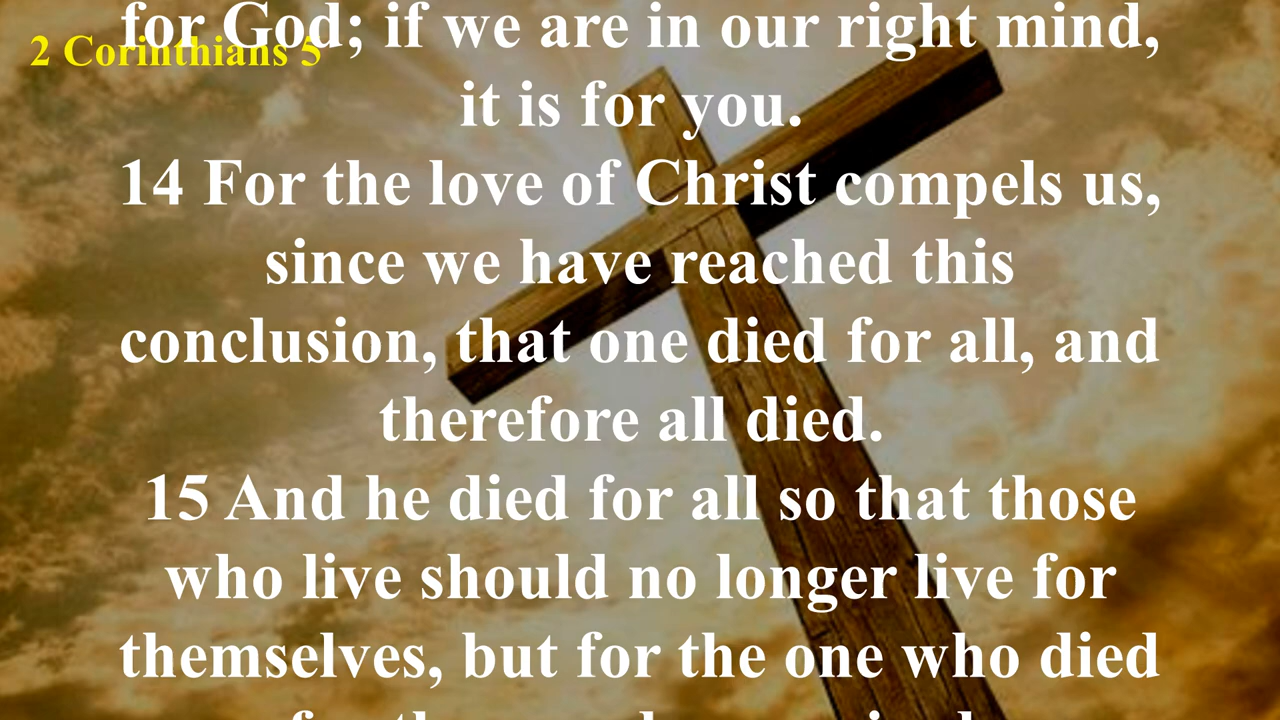 2 Corinthians 5
for God; if we are in our right mind,
it is for you.
14 For the love of Christ compels us,
since we have reached this
conclusion, that one died for all, and
therefore all died.
15 And he died for all so that those
who live should no longer live for
themselves, but for the one who died